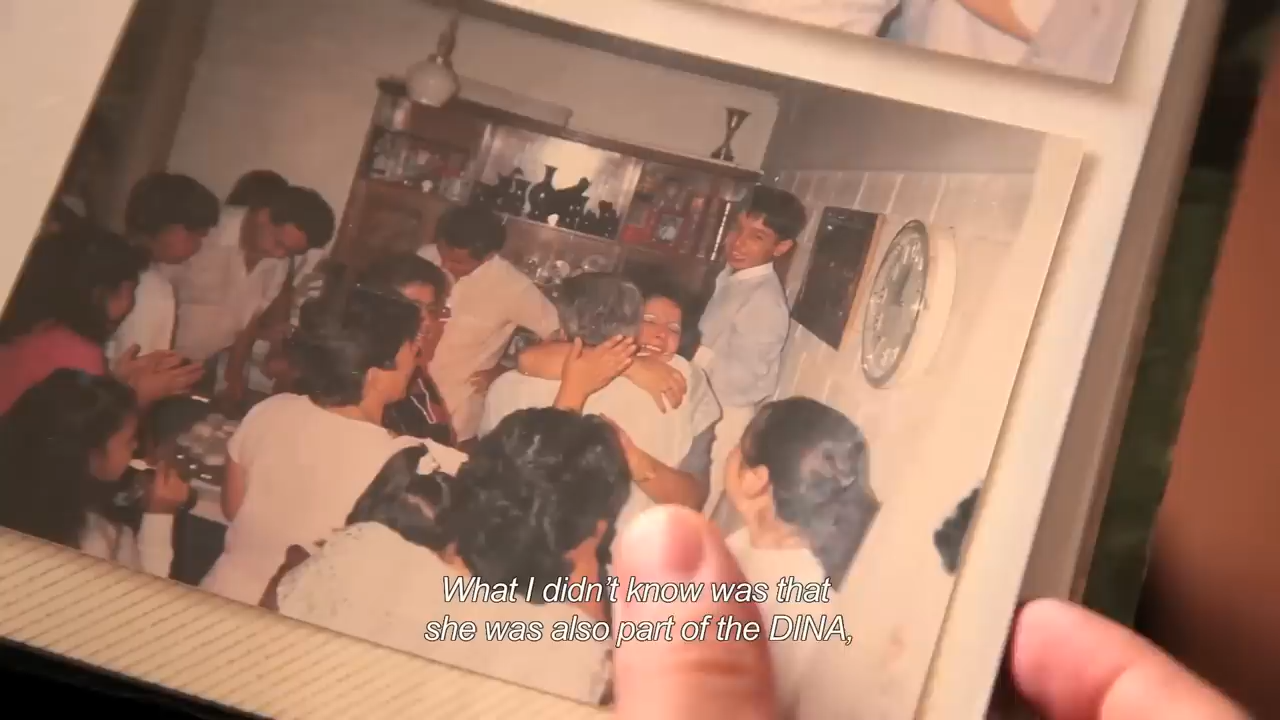 What I didn't know was that
she was also part of the DINA,